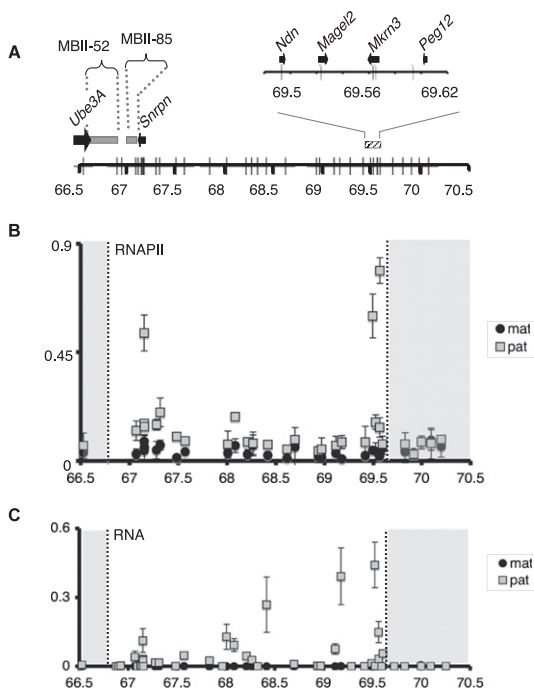 A
MBII-52
MBII-85
Ube3A
Snrpn
Ndn
Magel2
Mkrn3
Peg12
69.5 69.56 69.62
66.5 67 67.5 68 68.5 69 69.5 70 70.5
B
RNAPII
0.9
0.45
0
mat
pat
66.5 67 67.5 68 68.5 69 69.5 70 70.5
C
RNA
0.6
0.3
0
mat
pat
66.5 67 67.5 68 68.5 69 69.5 70 70.5